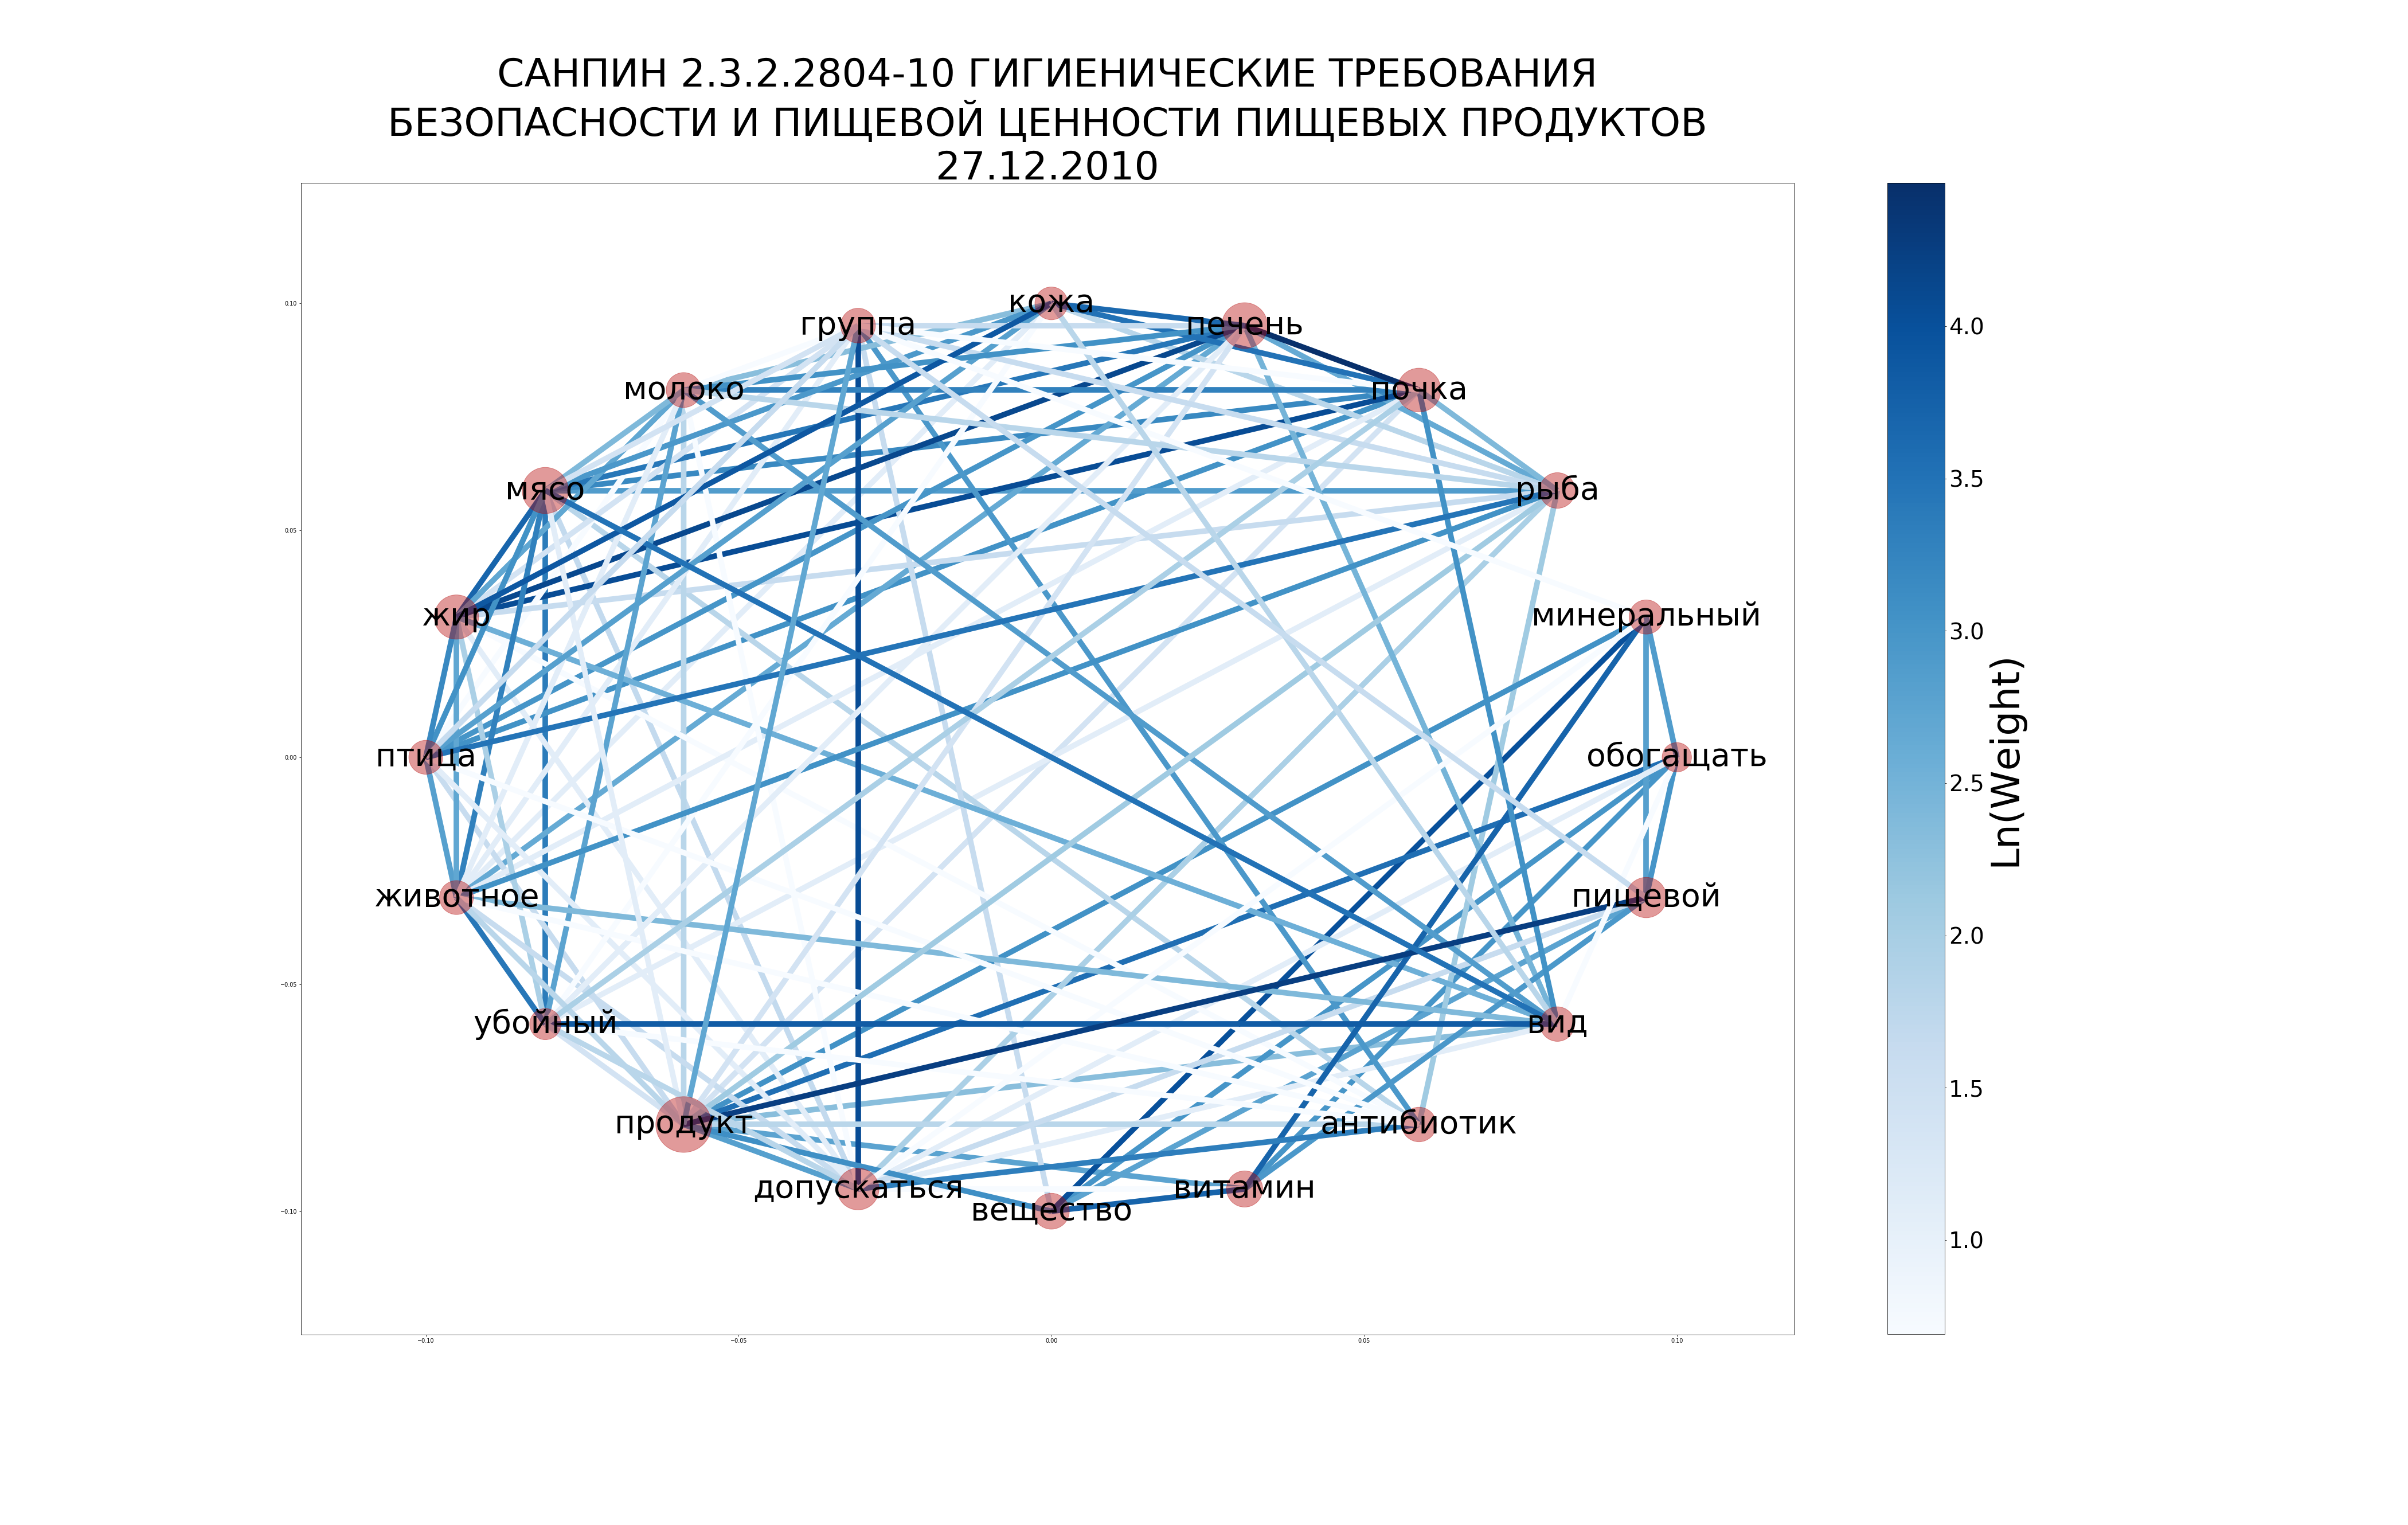 САНПИН 2.3.2.2804-10 ГИГИЕНИЧЕСКИЕ ТРЕБОВАНИЯ
БЕЗОПАСНОСТИ И ПИЩЕВОЙ ЦЕННОСТИ ПИЩЕВЫХ ПРОДУКТОВ
27.12.2010
кожа
группа
печень
молоко
почка
мясо
рыба
жир
минеральный
птица
обогащать
животное
пищевой
убойный
вид
продукт
антибиотик
допускаться
витамин
вещество
0.10
0.05
0.00
−0.05
−0.10
−0.10
−0.05
0.00
0.05
0.10
4.0
3.5
3.0
2.5
2.0
1.5
1.0
Ln(Weight)